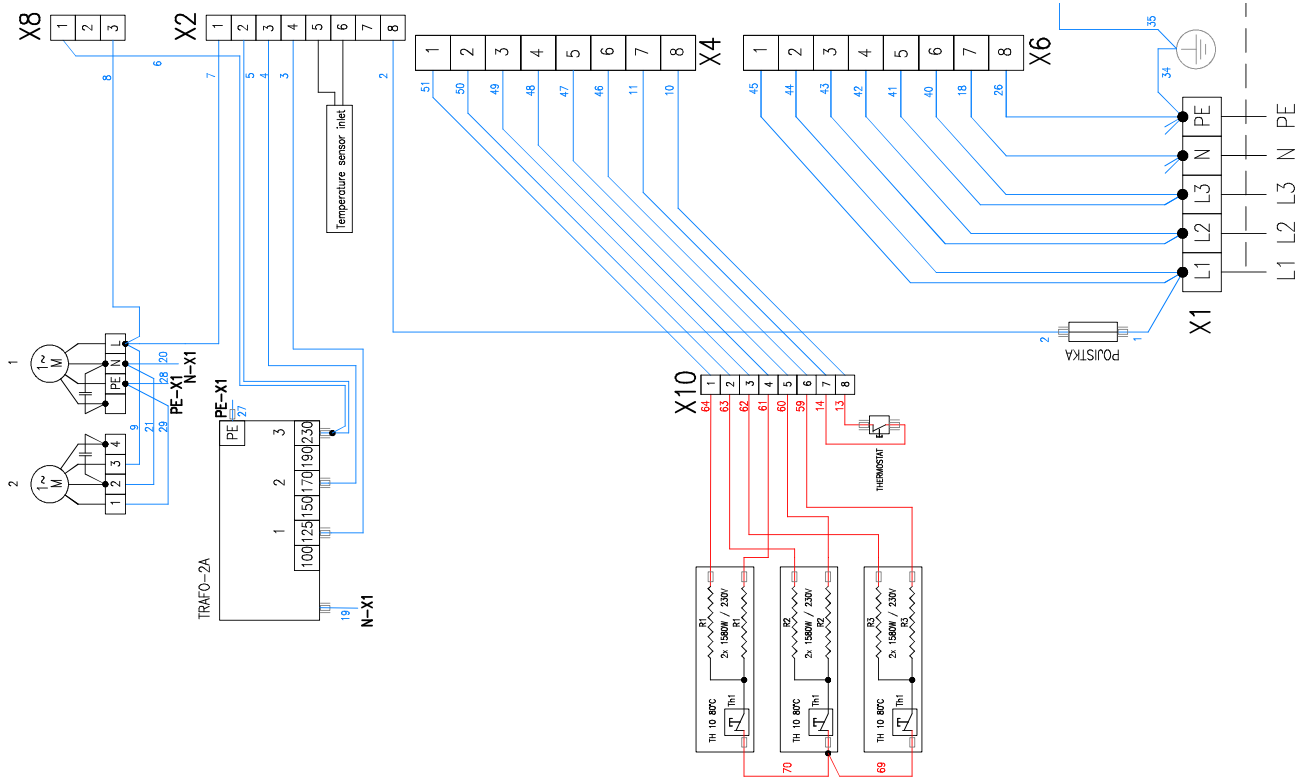 X8
1
2
3
X2
1
2
3
4
5
6
7
8
8
6
7
5
4
3
2
Temperature sensor inlet
1
2
3
4
5
6
7
8
X4
51
50
49
48
47
46
11
10
1
2
3
4
5
6
7
8
X6
45
44
43
42
41
40
18
26
35
34
PE
N
L3
L2
L1
X1
PE
N
L3
L2
L1
2
POJISTKA
1
1
1~
M
L
N
PE
20
28
N-X1
PE-X1
2
1~
M
4
3
2
1
9
21
29
PE-X1
27
PE
3
230
190
2
170
150
1
125
100
TRAFO-2A
19
N-X1
X10
1
2
3
4
5
6
7
8
64
63
62
61
60
59
14
13
THERMOSTAT
R1
2x 1580W / 230V
R1
TH 10 80°C
Th1
R2
2x 1580W / 230V
R2
TH 10 80°C
Th1
R3
2x 1580W / 230V
R3
TH 10 80°C
Th1
70
69